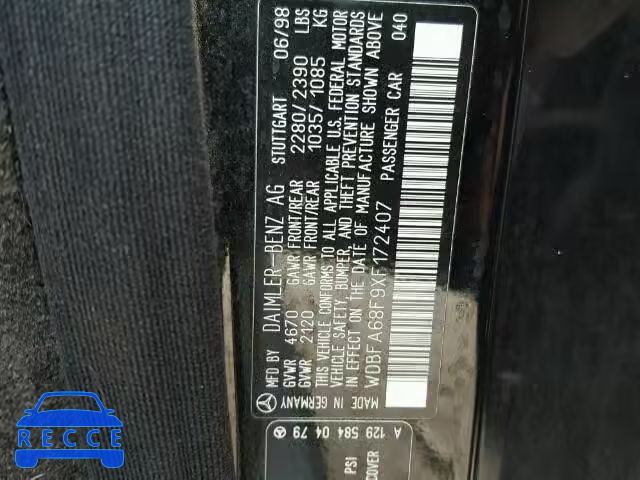 MFD BY DAIMLER-BENZ AG STUTTGART 06/98
GVWR 4670 GAWR FRONT/REAR 2280/2390 LBS
GVWR 2120 GAWR FRONT/REAR 1035/1085 KG
THIS VEHICLE CONFORMS TO ALL APPLICABLE U.S. FEDERAL MOTOR
VEHICLE SAFETY, BUMPER, AND THEFT PREVENTION STANDARDS
IN EFFECT ON THE DATE OF MANUFACTURE SHOWN ABOVE
WDBFA68F9XF172407 PASSENGER CAR 040
MADE IN GERMANY
A 129 584 04 79
PSI
COVER
RECCE